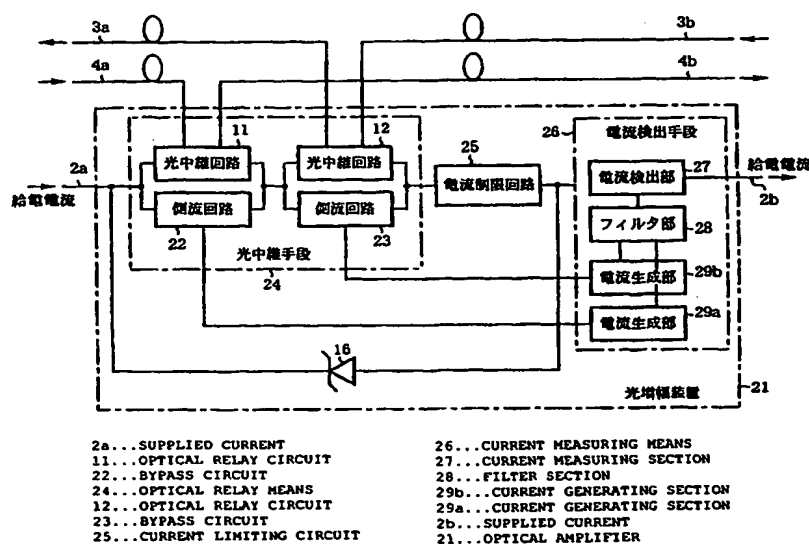 3a
3b
4a
4b
26
電流検出手段
11
12
25
2a
光中継回路
光中継回路
電流制限回路
電流検出部
27
給電電流
給電電流
側流回路
側流回路
フィルタ部
28
2b
22
23
光中継手段
24
電流生成部
29b
電流生成部
29a
16
光増幅装置
21
2a...SUPPLIED CURRENT
11...OPTICAL RELAY CIRCUIT
22...BYPASS CIRCUIT
24...OPTICAL RELAY MEANS
12...OPTICAL RELAY CIRCUIT
23...BYPASS CIRCUIT
25...CURRENT LIMITING CIRCUIT
26...CURRENT MEASURING MEANS
27...CURRENT MEASURING SECTION
28...FILTER SECTION
29b...CURRENT GENERATING SECTION
29a...CURRENT GENERATING SECTION
2b...SUPPLIED CURRENT
21...OPTICAL AMPLIFIER